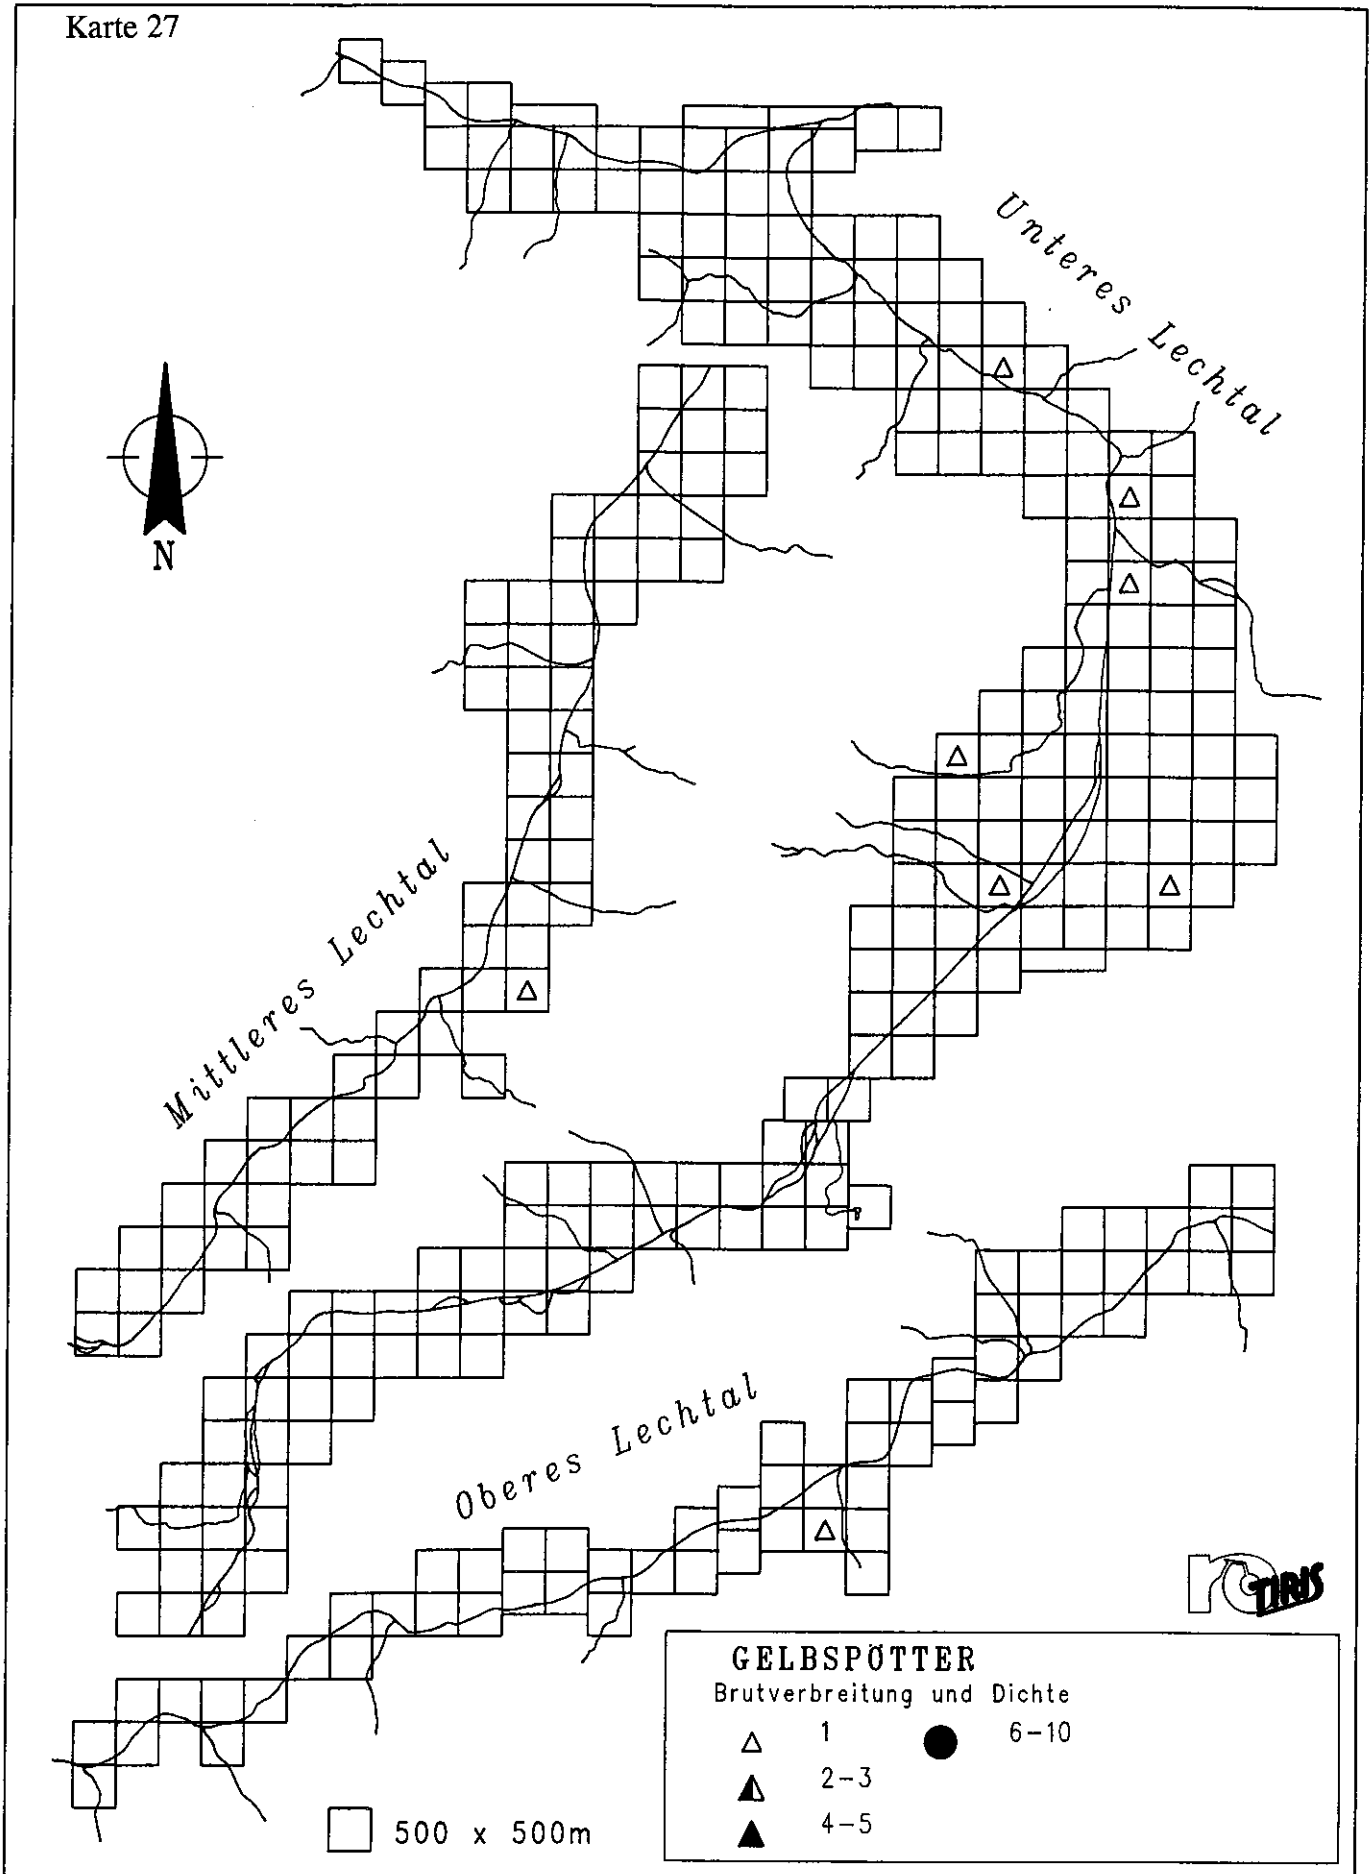 Karte 27
Unteres Lechtal
N
Mittleres Lechtal
Oberes Lechtal
TIRIS
GELBSPÖTTER
Brutverbreitung und Dichte
1 6-10
2-3
4-5
500 x 500m